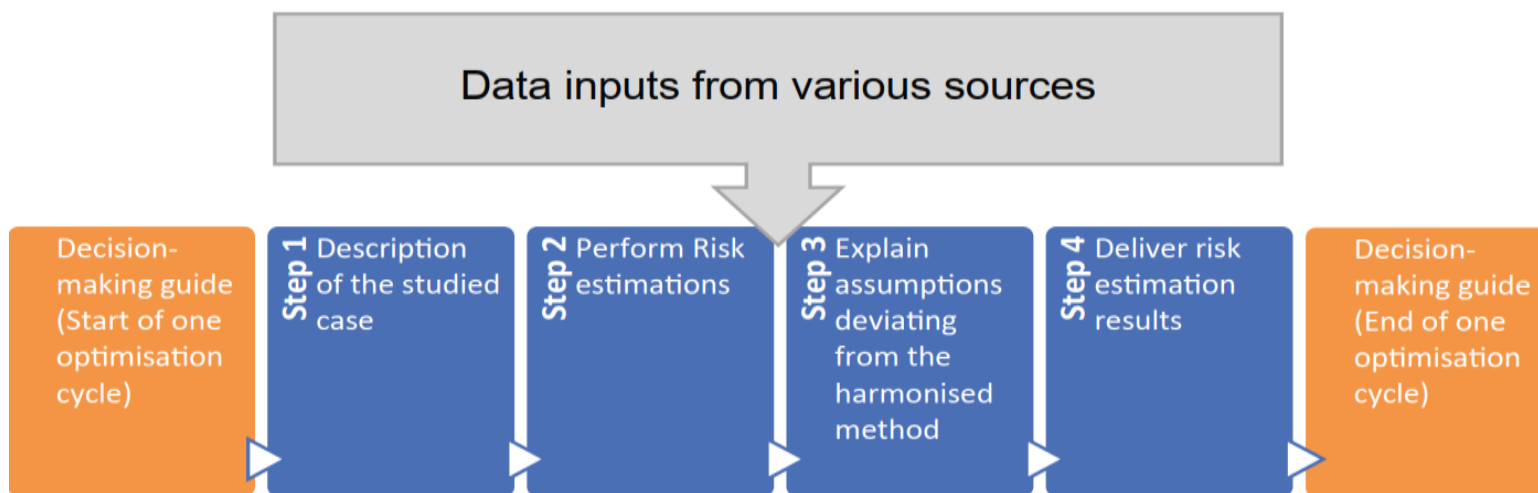 Data inputs from various sources
Decision-
making guide
(Start of one
optimisation
cycle)
Step 1
Description
of the studied
case
Step 2
Perform Risk
estimations
Step 3
Explain
assumptions
deviating
from the
harmonised
method
Step 4
Deliver risk
estimation
results
Decision-
making guide
(End of one
optimisation
cycle)